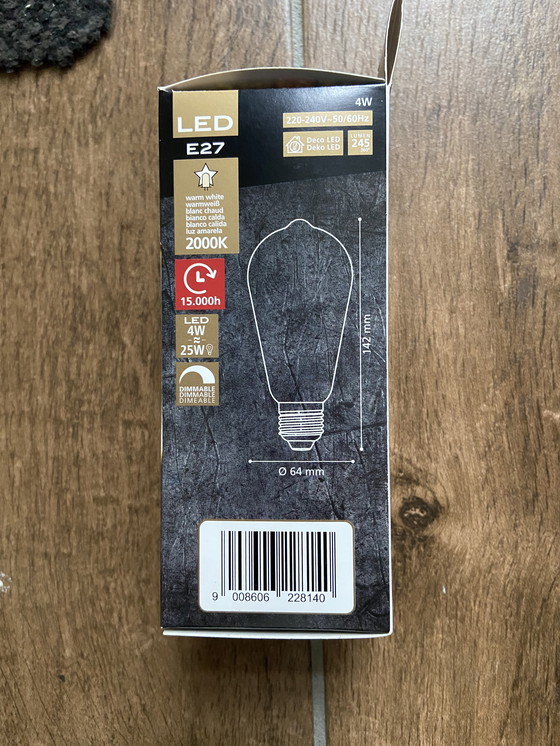 4W
LED
220-240V~50/60Hz
E27
Deco LED
Deko LED
LUMEN
245
warm white
warmweiß
blanc chaud
bianco calda
blanco calida
luz amarela
2000K
15.000h
LED
4W
≈
25W
DIMMABLE
DIMMABLE
DIMEABLE
142 mm
Ø 64 mm
9 008606 228140